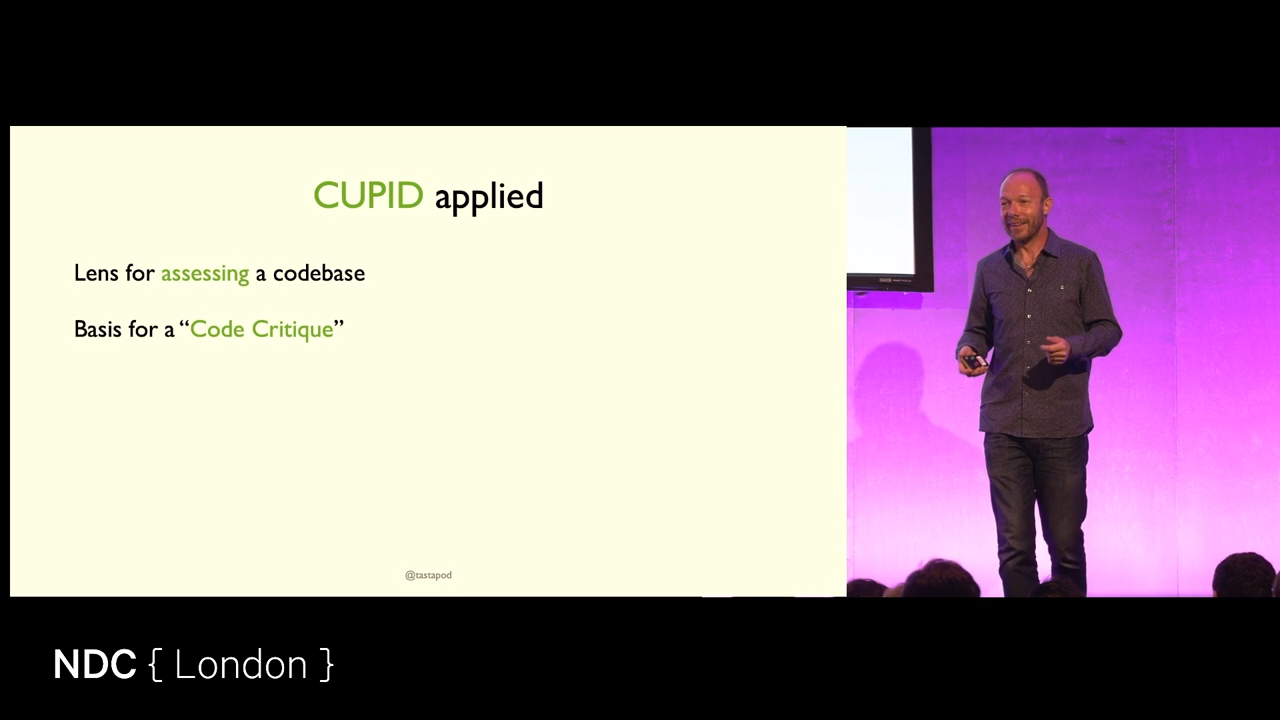 CUPID applied
Lens for assessing a codebase
Basis for a “Code Critique”
@tastapod
NDC { London }